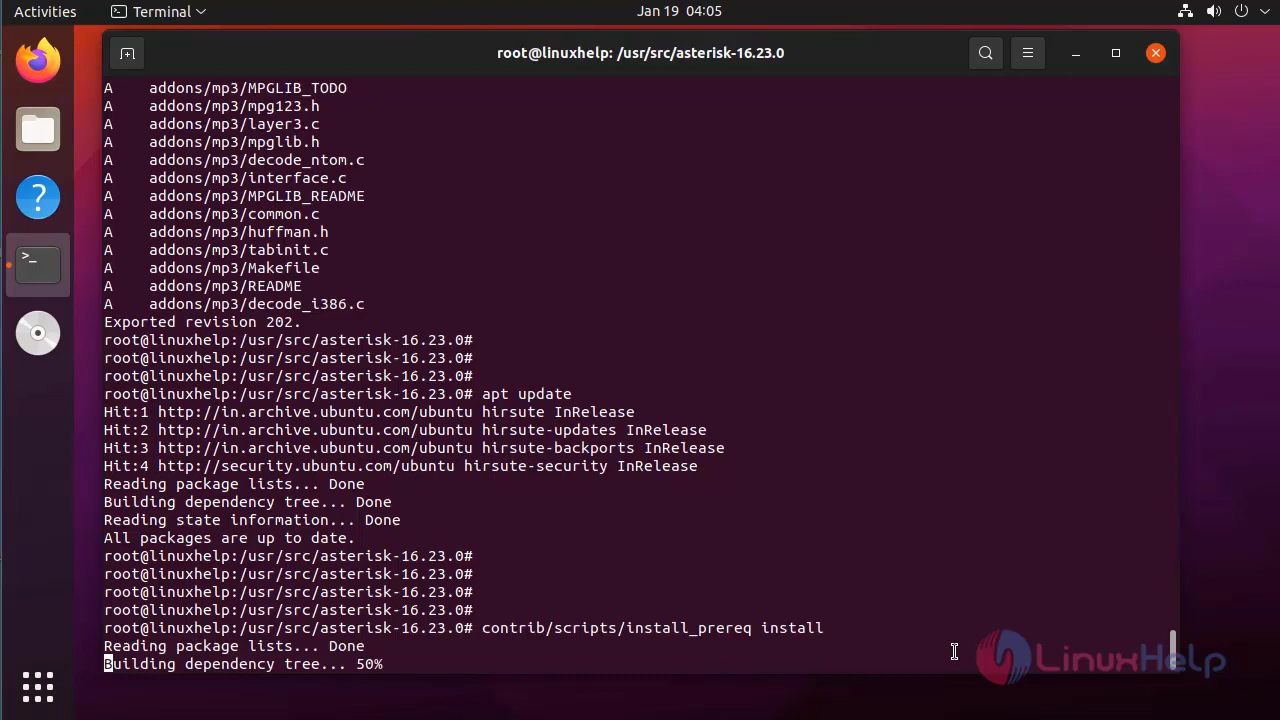 Activities Terminal Jan 19 04:05
root@linuxhelp: /usr/src/asterisk-16.23.0
A addons/mp3/MPGLIB_TODO
A addons/mp3/mpg123.h
A addons/mp3/layer3.c
A addons/mp3/mpglib.h
A addons/mp3/decode_ntom.c
A addons/mp3/interface.c
A addons/mp3/MPGLIB_README
A addons/mp3/common.c
A addons/mp3/huffman.h
A addons/mp3/tabinit.c
A addons/mp3/Makefile
A addons/mp3/README
A addons/mp3/decode_i386.c
Exported revision 202.
root@linuxhelp:/usr/src/asterisk-16.23.0#
root@linuxhelp:/usr/src/asterisk-16.23.0#
root@linuxhelp:/usr/src/asterisk-16.23.0#
root@linuxhelp:/usr/src/asterisk-16.23.0# apt update
Hit:1 http://in.archive.ubuntu.com/ubuntu hirsute InRelease
Hit:2 http://in.archive.ubuntu.com/ubuntu hirsute-updates InRelease
Hit:3 http://in.archive.ubuntu.com/ubuntu hirsute-backports InRelease
Hit:4 http://security.ubuntu.com/ubuntu hirsute-security InRelease
Reading package lists... Done
Building dependency tree... Done
Reading state information... Done
All packages are up to date.
root@linuxhelp:/usr/src/asterisk-16.23.0#
root@linuxhelp:/usr/src/asterisk-16.23.0#
root@linuxhelp:/usr/src/asterisk-16.23.0#
root@linuxhelp:/usr/src/asterisk-16.23.0#
root@linuxhelp:/usr/src/asterisk-16.23.0# contrib/scripts/install_prereq install
Reading package lists... Done
Building dependency tree... 50%
LinuxHelp